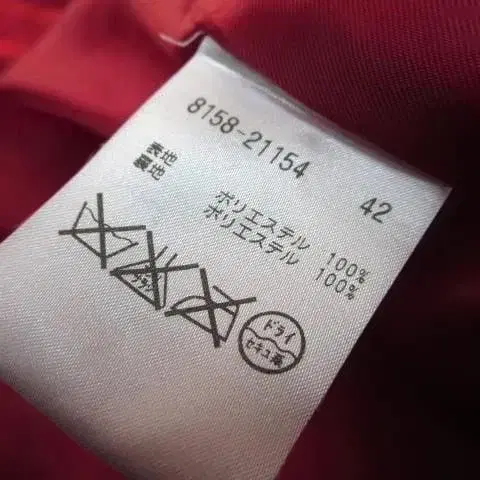 8158-21154 42
表地 ポリエステル 100%
裏地 ポリエステル 100%
ドライ
セキユ系